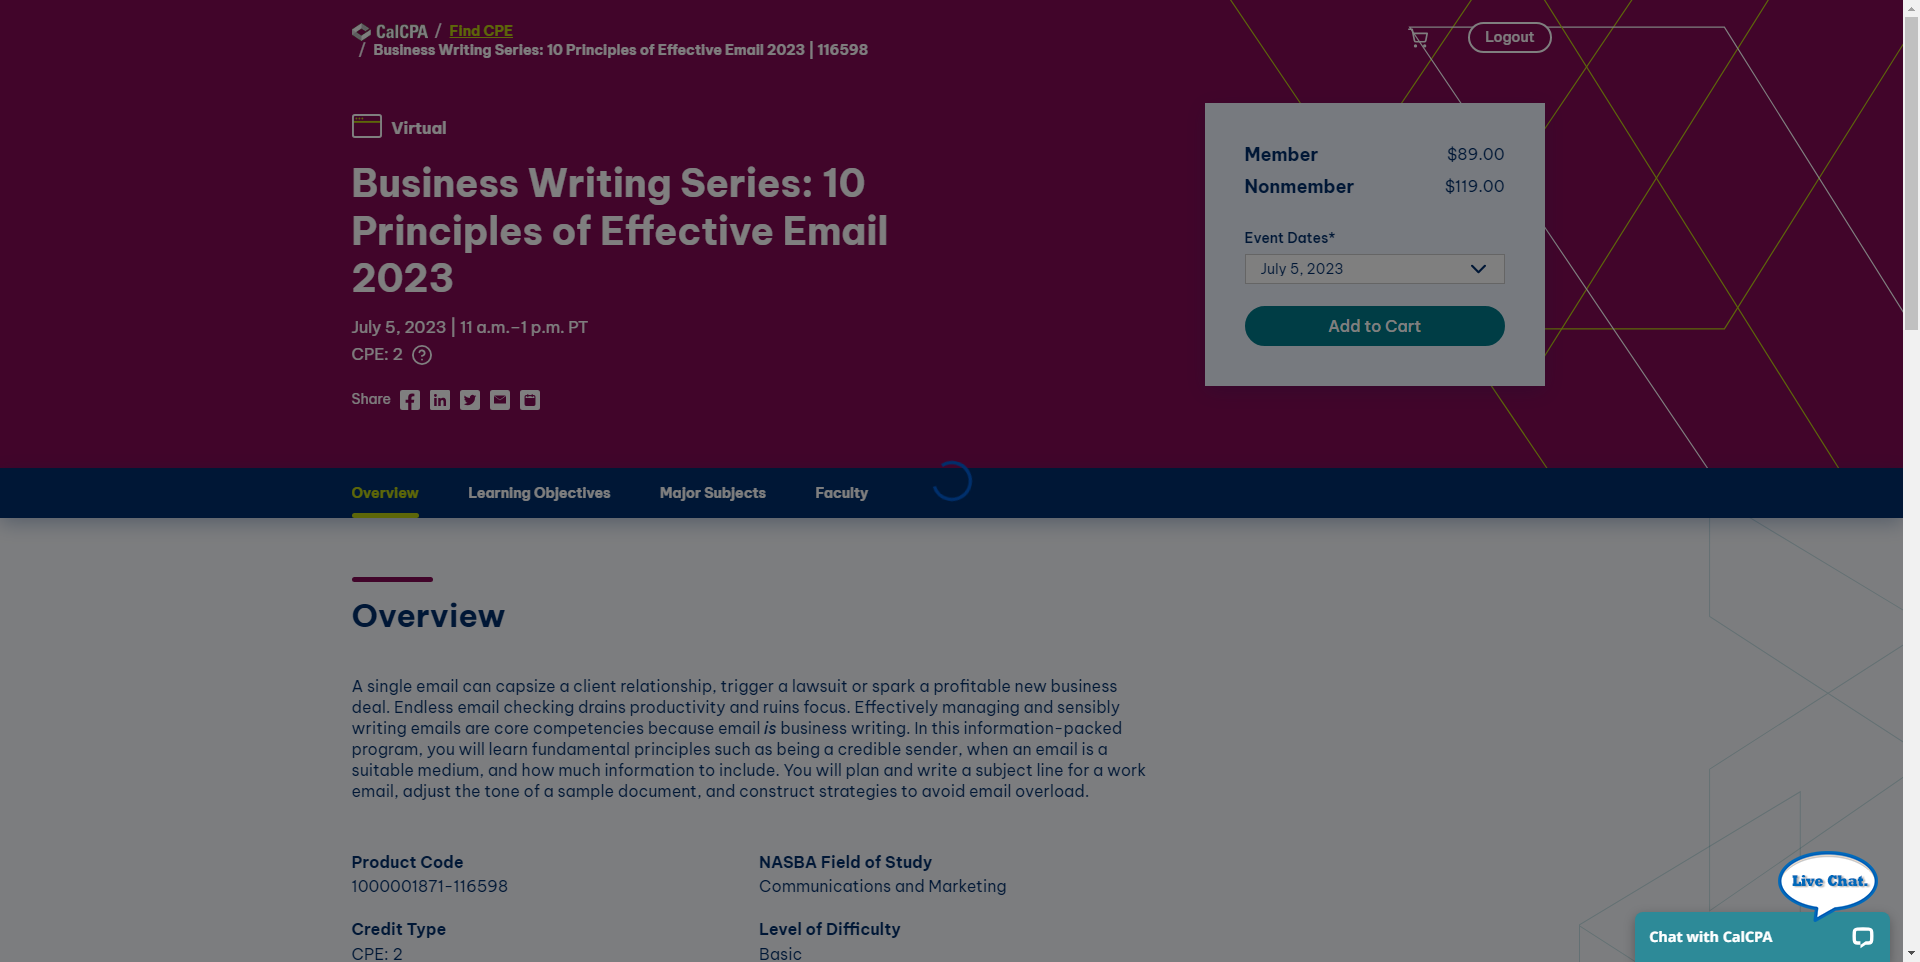 CalCPA / Find CPE
/ Business Writing Series: 10 Principles of Effective Email 2023 | 116598
Logout
Virtual
Business Writing Series: 10
Principles of Effective Email
2023
July 5, 2023 | 11 a.m.–1 p.m. PT
CPE: 2 ?
Share
Member $89.00
Nonmember $119.00
Event Dates*
July 5, 2023
Add to Cart
Overview Learning Objectives Major Subjects Faculty
Overview
A single email can capsize a client relationship, trigger a lawsuit or spark a profitable new business
deal. Endless email checking drains productivity and ruins focus. Effectively managing and sensibly
writing emails are core competencies because email is business writing. In this information-packed
program, you will learn fundamental principles such as being a credible sender, when an email is a
suitable medium, and how much information to include. You will plan and write a subject line for a work
email, adjust the tone of a sample document, and construct strategies to avoid email overload.
Product Code
1000001871-116598
NASBA Field of Study
Communications and Marketing
Credit Type
CPE: 2
Level of Difficulty
Basic
Live Chat.
Chat with CalCPA